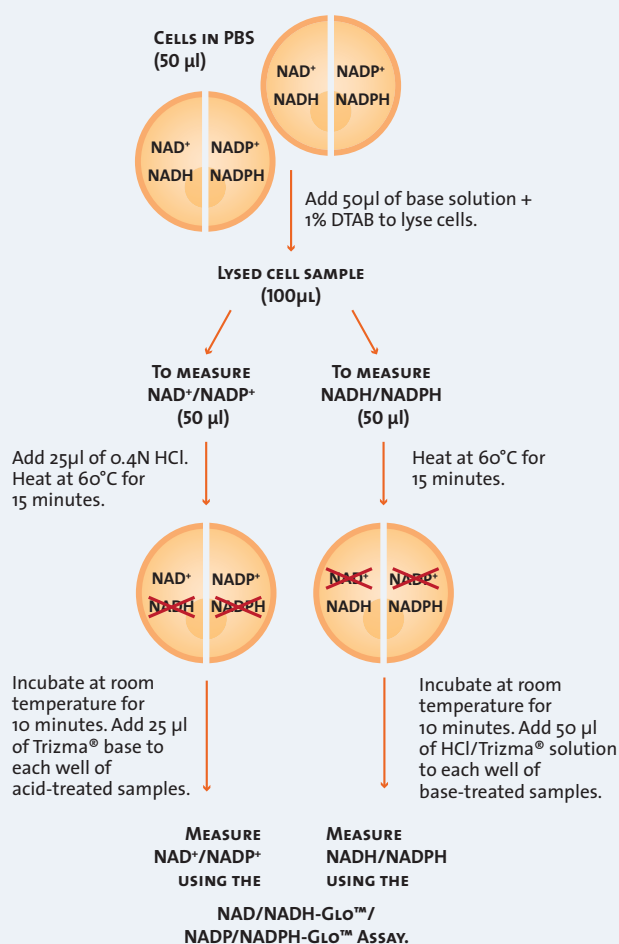 CELLS IN PBS
(50 µl)
NAD⁺ NADP⁺
NADH NADPH
NAD⁺ NADP⁺
NADH NADPH
Add 50µl of base solution +
1% DTAB to lyse cells.
LYSED CELL SAMPLE
(100µL)
TO MEASURE
NAD⁺/NADP⁺
(50 µl)
TO MEASURE
NADH/NADPH
(50 µl)
Add 25µl of 0.4N HCl.
Heat at 60°C for
15 minutes.
Heat at 60°C for
15 minutes.
NAD⁺ NADP⁺
NADH NADPH
NAD⁺ NADP⁺
NADH NADPH
Incubate at room
temperature for
10 minutes. Add 25 µl
of Trizma® base to
each well of
acid-treated samples.
Incubate at room
temperature for
10 minutes. Add 50 µl
of HCl/Trizma® solution
to each well of
base-treated samples.
MEASURE
NAD⁺/NADP⁺
USING THE
MEASURE
NADH/NADPH
USING THE
NAD/NADH-GLO™/
NADP/NADPH-GLO™ ASSAY.